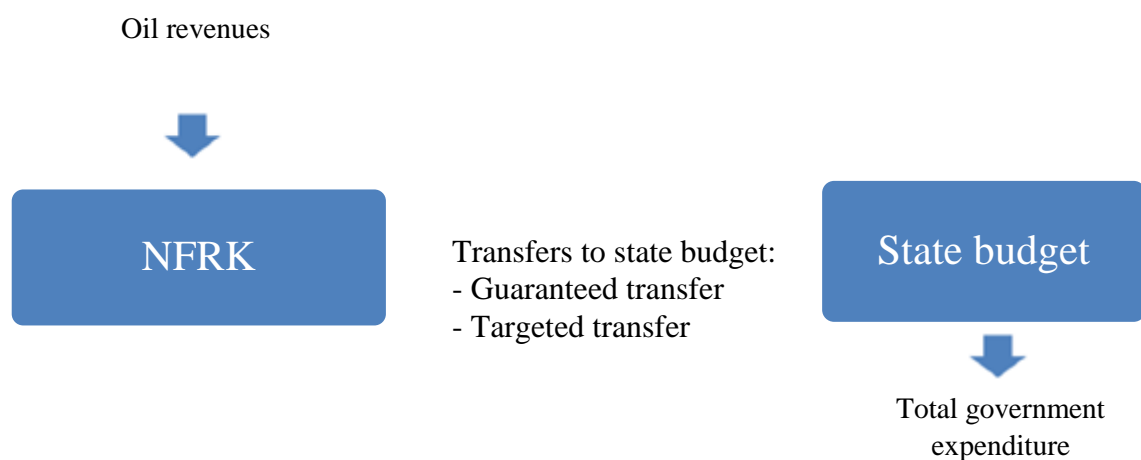 Oil revenues
NFRK
Transfers to state budget:
- Guaranteed transfer
- Targeted transfer
State budget
Total government
expenditure